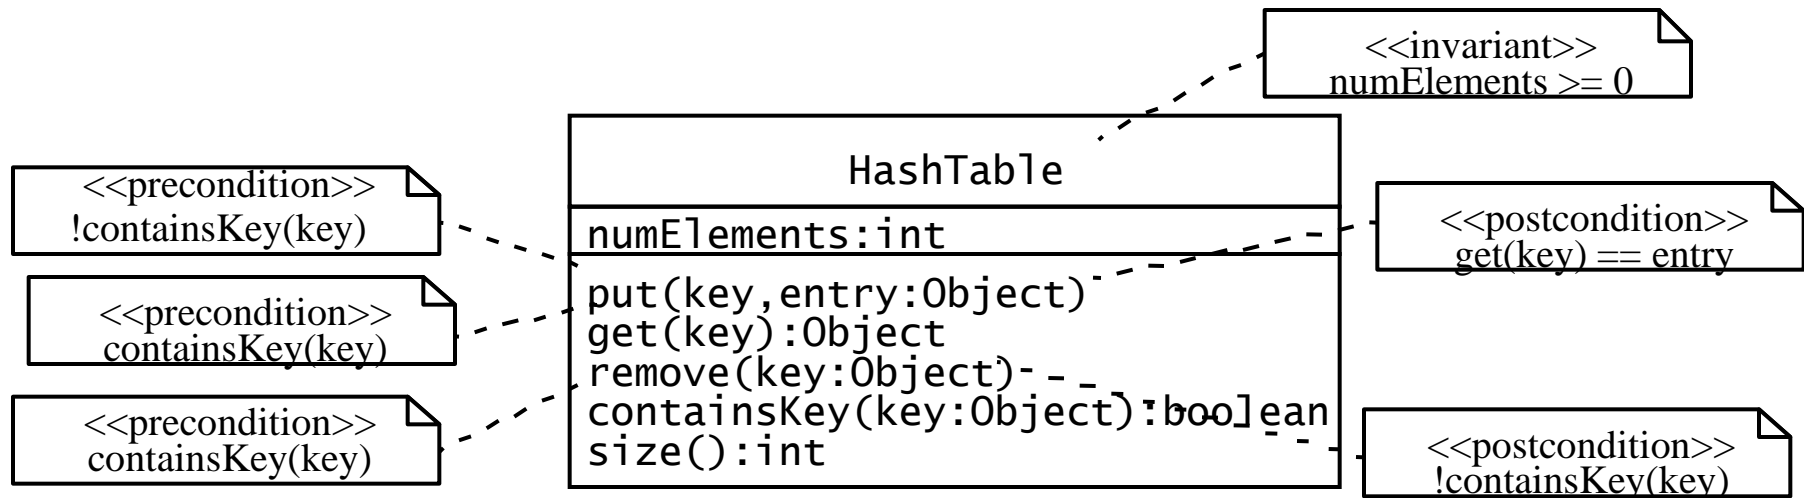 <<invariant>>
numElements >= 0
HashTable
<<precondition>>
!containsKey(key)
<<postcondition>>
get(key) == entry
numElements:int
<<precondition>>
containsKey(key)
put(key,entry:Object)
get(key):Object
remove(key:Object)
containsKey(key:Object):boolean
size():int
<<precondition>>
containsKey(key)
<<postcondition>>
!containsKey(key)